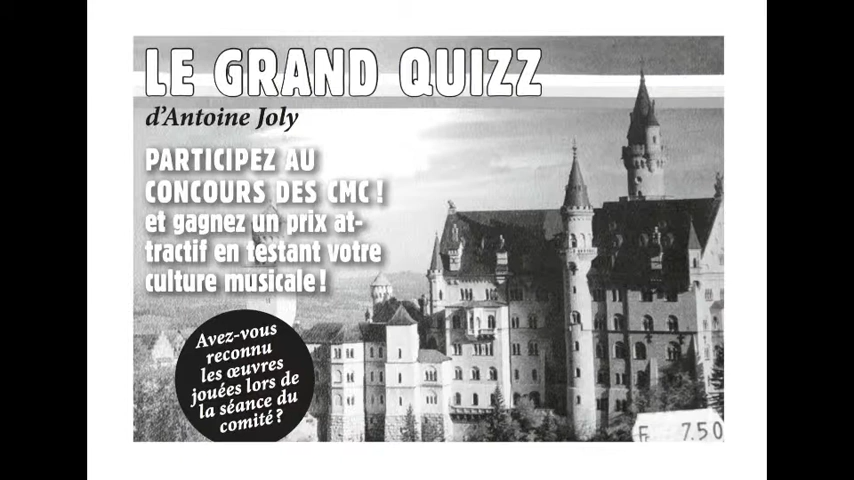 LE GRAND QUIZZ
d'Antoine Joly
PARTICIPEZ AU
CONCOURS DES CMC !
et gagnez un prix at-
tractif en testant votre
culture musicale !
Avez-vous
reconnu
les œuvres
jouées lors de
la séance du
comité ?
Fr. 7.50